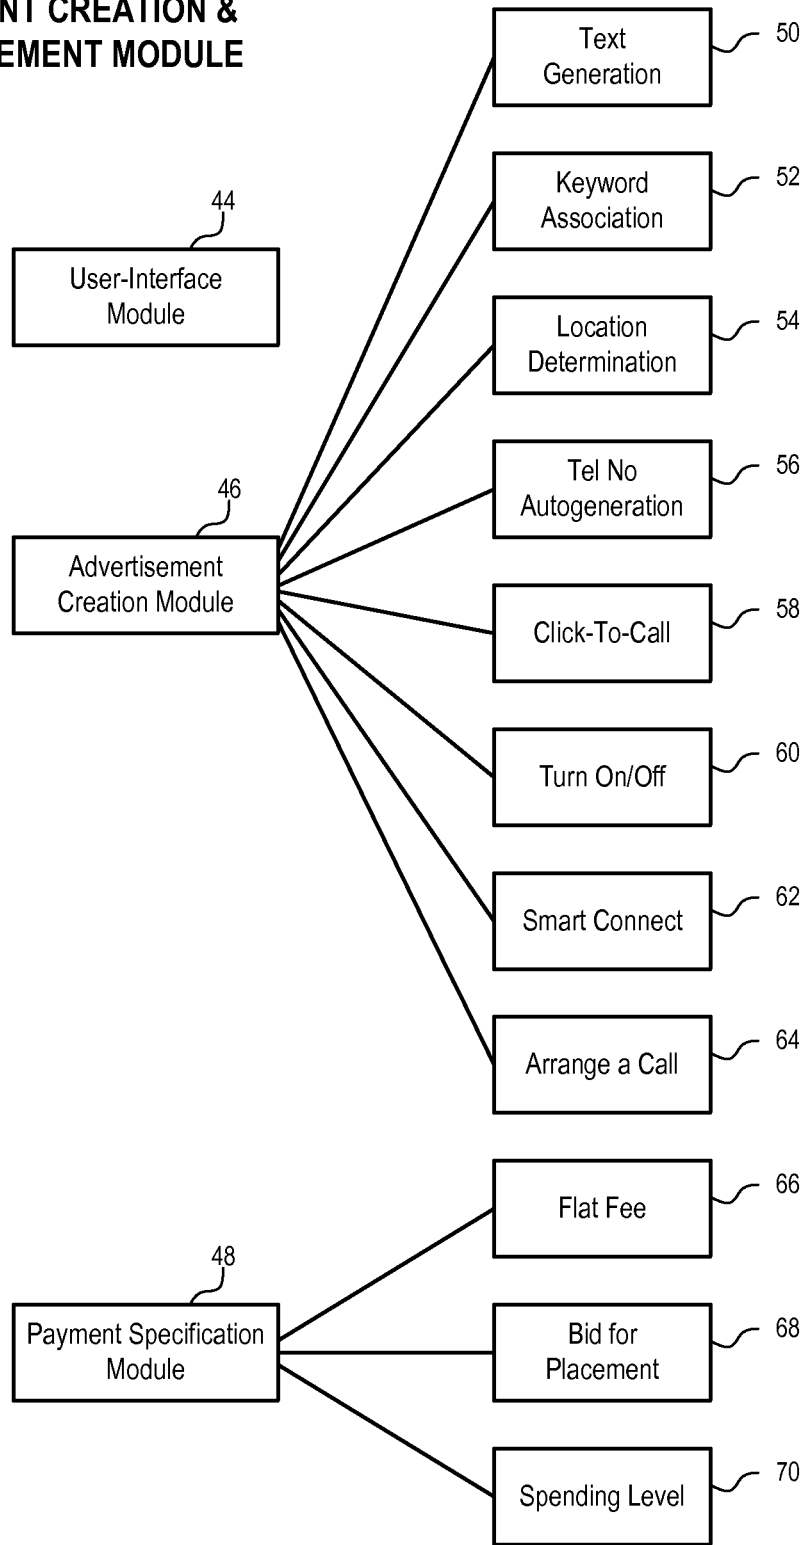 NT CREATION &
EMENT MODULE
Text
Generation
50
Keyword
Association
52
44
User-Interface
Module
Location
Determination
54
Tel No
Autogeneration
56
46
Advertisement
Creation Module
Click-To-Call
58
Turn On/Off
60
Smart Connect
62
Arrange a Call
64
Flat Fee
66
48
Payment Specification
Module
Bid for
Placement
68
Spending Level
70